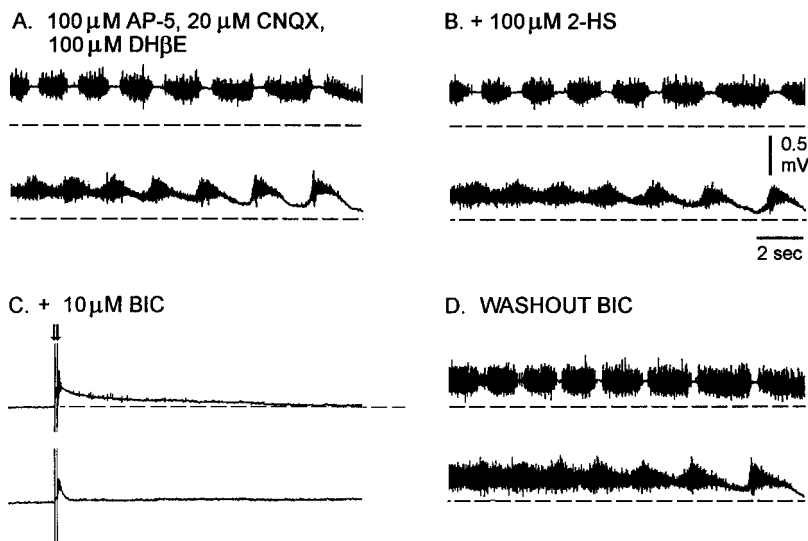 A. 100 μM AP-5, 20 μM CNQX,
100 μM DHβE
B. + 100 μM 2-HS
0.5
mV
2 sec
C. + 10 μM BIC
D. WASHOUT BIC